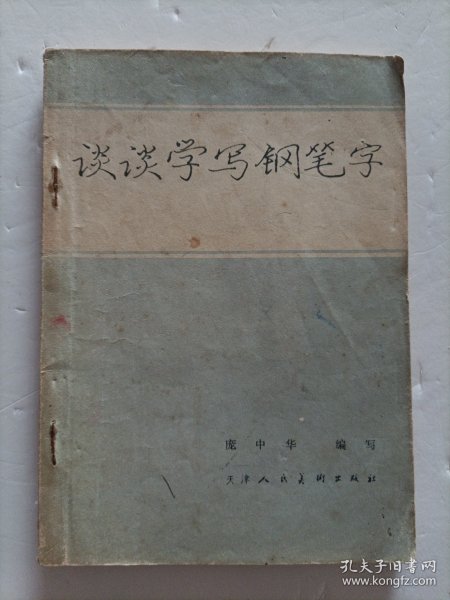 谈谈学写钢笔字
庞中华 编写
天津人民美術出版社
孔夫子旧书网
www.kongfz.com